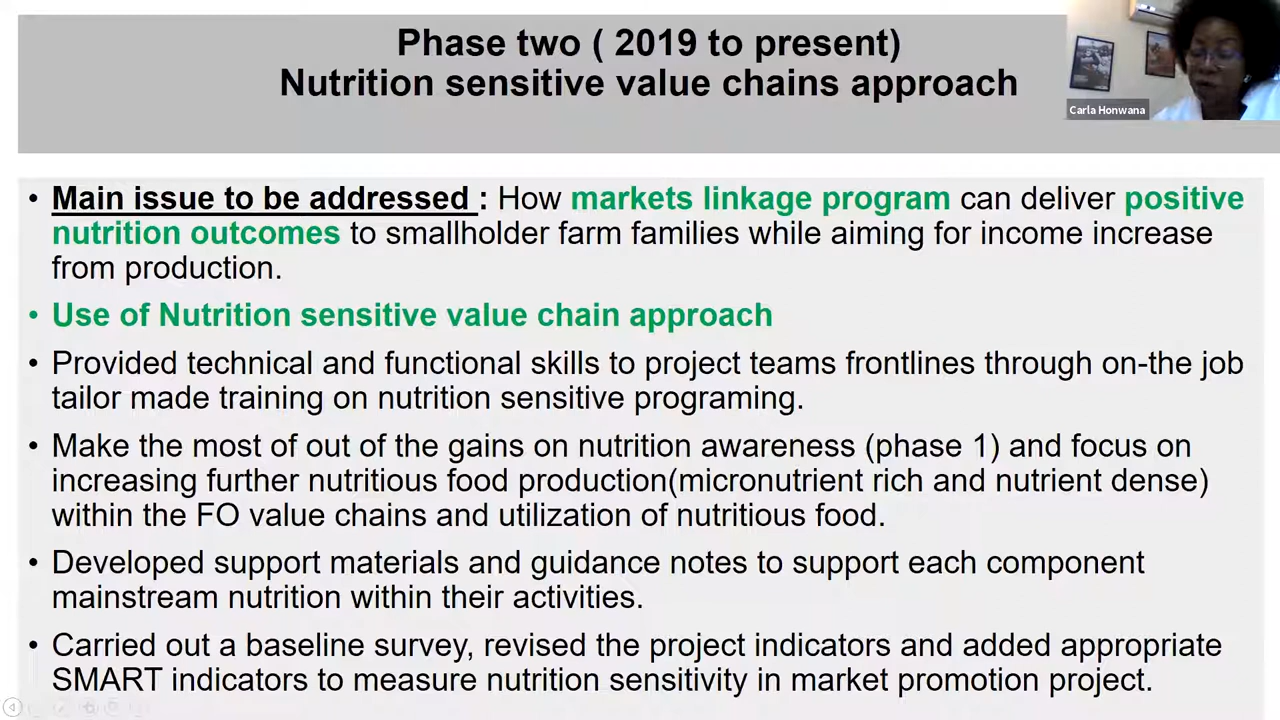 Phase two ( 2019 to present)
Nutrition sensitive value chains approach
Carla Honwana
• Main issue to be addressed : How markets linkage program can deliver positive
nutrition outcomes to smallholder farm families while aiming for income increase
from production.
• Use of Nutrition sensitive value chain approach
• Provided technical and functional skills to project teams frontlines through on-the job
tailor made training on nutrition sensitive programing.
• Make the most of out of the gains on nutrition awareness (phase 1) and focus on
increasing further nutritious food production(micronutrient rich and nutrient dense)
within the FO value chains and utilization of nutritious food.
• Developed support materials and guidance notes to support each component
mainstream nutrition within their activities.
• Carried out a baseline survey, revised the project indicators and added appropriate
SMART indicators to measure nutrition sensitivity in market promotion project.